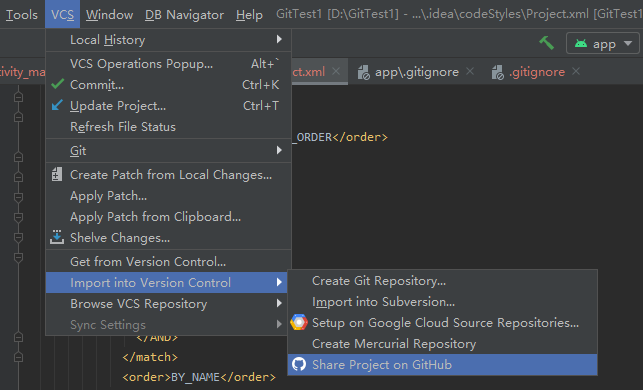 Tools VCS Window DB Navigator Help GitTest1 [D:\GitTest1] - ...\.idea\codeStyles\Project.xml [GitTest1
Local History
app
VCS Operations Popup... Alt+`
tivity_ma ct.xml app\.gitignore .gitignore
Commit... Ctrl+K
Update Project... Ctrl+T
Refresh File Status
_ORDER</order>
Git
Create Patch from Local Changes...
Apply Patch...
Apply Patch from Clipboard...
Shelve Changes...
Get from Version Control...
Import into Version Control
Create Git Repository...
Browse VCS Repository
Import into Subversion...
Sync Settings
Setup on Google Cloud Source Repositories...
</AND>
Create Mercurial Repository
</match>
Share Project on GitHub
<order>BY_NAME</order>